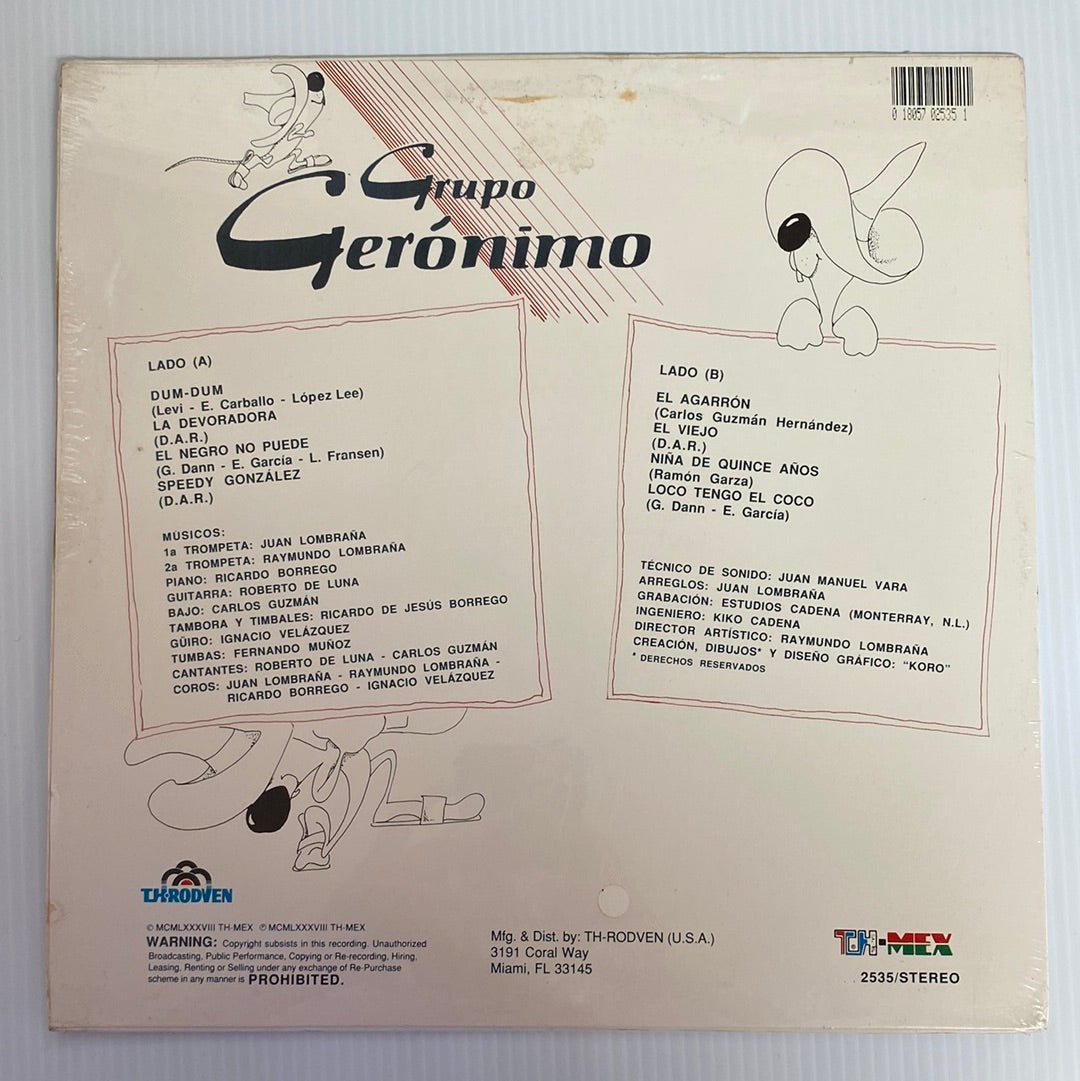 Grupo
Gerónimo
0 18057 02535 1
LADO (A)
DUM-DUM
(Levi - E. Carballo - López Lee)
LA DEVORADORA
(D.A.R.)
EL NEGRO NO PUEDE
(G. Dann - E. García - L. Fransen)
SPEEDY GONZÁLEZ
(D.A.R.)
MÚSICOS:
1a TROMPETA: JUAN LOMBRAÑA
2a TROMPETA: RAYMUNDO LOMBRAÑA
PIANO: RICARDO BORREGO
GUITARRA: ROBERTO DE LUNA
BAJO: CARLOS GUZMÁN
TAMBORA Y TIMBALES: RICARDO DE JESÚS BORREGO
GÜIRO: IGNACIO VELÁZQUEZ
TUMBAS: FERNANDO MUÑOZ
CANTANTES: ROBERTO DE LUNA - CARLOS GUZMÁN
COROS: JUAN LOMBRAÑA - RAYMUNDO LOMBRAÑA -
RICARDO BORREGO - IGNACIO VELÁZQUEZ
LADO (B)
EL AGARRÓN
(Carlos Guzmán Hernández)
EL VIEJO
(D.A.R.)
NIÑA DE QUINCE AÑOS
(Ramón Garza)
LOCO TENGO EL COCO
(G. Dann - E. García)
TÉCNICO DE SONIDO: JUAN MANUEL VARA
ARREGLOS: JUAN LOMBRAÑA
GRABACIÓN: ESTUDIOS CADENA (MONTERRAY, N.L.)
INGENIERO: KIKO CADENA
DIRECTOR ARTÍSTICO: RAYMUNDO LOMBRAÑA
CREACIÓN, DIBUJOS* Y DISEÑO GRÁFICO: "KORO"
* DERECHOS RESERVADOS
TH-RODVEN
© MCMLXXXVIII TH-MEX ℗ MCMLXXXVIII TH-MEX
WARNING: Copyright subsists in this recording. Unauthorized
Broadcasting, Public Performance, Copying or Re-recording, Hiring,
Leasing, Renting or Selling under any exchange of Re-Purchase
scheme in any manner is PROHIBITED.
Mfg. & Dist. by: TH-RODVEN (U.S.A.)
3191 Coral Way
Miami, FL 33145
TH-MEX
2535/STEREO